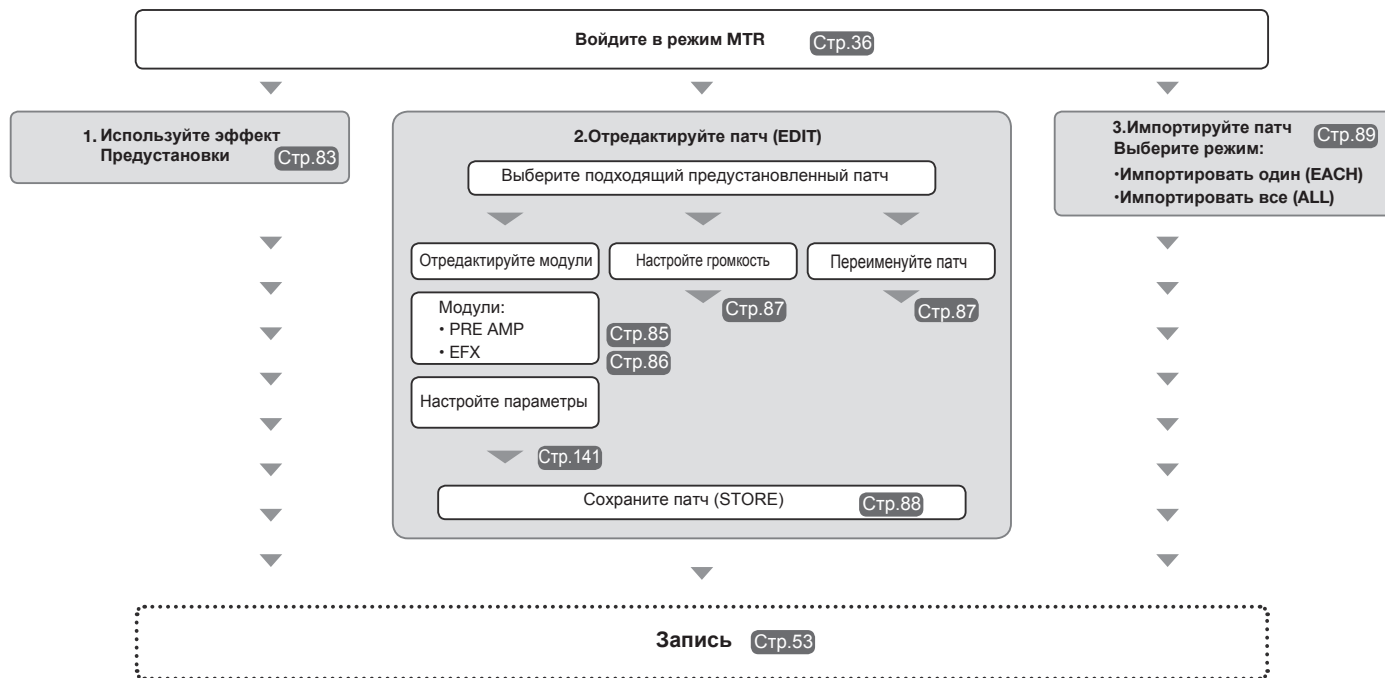 Войдите в режим MTR Стр.36
1. Используйте эффект
Предустановки Стр.83
2.Отредактируйте патч (EDIT)
Выберите подходящий предустановленный патч
Отредактируйте модули
Модули:
• PRE AMP
• EFX
Стр.85
Стр.86
Настройте параметры
Стр.141
Настройте громкость
Стр.87
Переименуйте патч
Стр.87
Сохраните патч (STORE) Стр.88
3.Импортируйте патч Стр.89
Выберите режим:
•Импортировать один (EACH)
•Импортировать все (ALL)
Запись Стр.53